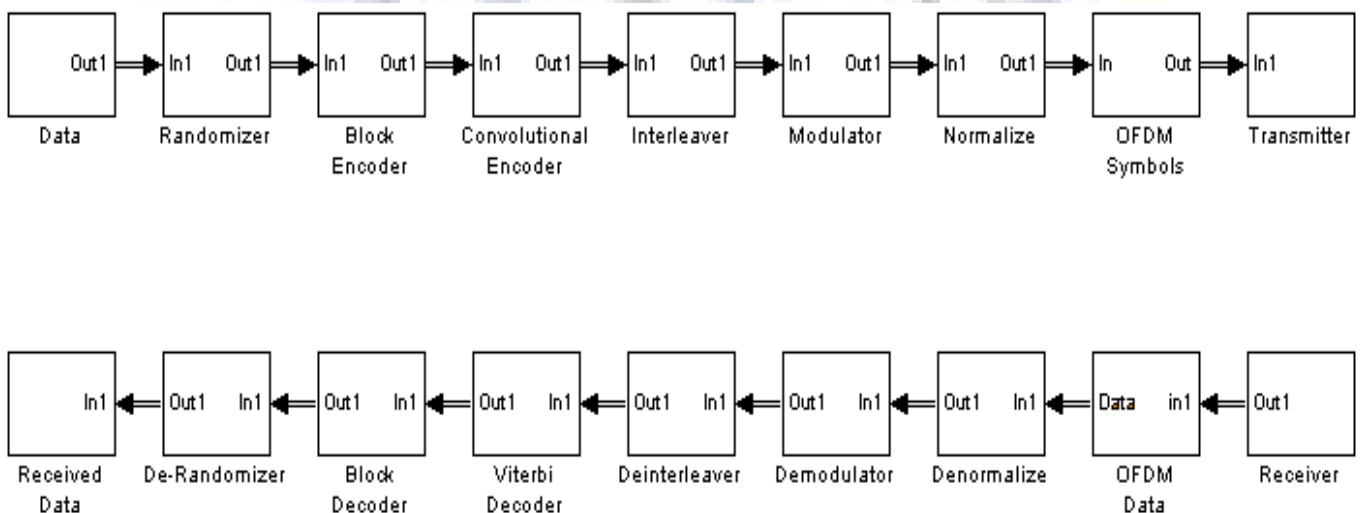 Out1 In1 Out1 In1 Out1 In1 Out1 In1 Out1 In1 Out1 In1 Out1 In Out In1
Data Randomizer Block Convolutional Interleaver Modulator Normalize OFDM Transmitter
Encoder Encoder Symbols
In1 Out1 In1 Out1 In1 Out1 In1 Out1 In1 Out1 In1 Out1 In1 Data in1 Out1
Received De-Randomizer Block Viterbi Deinterleaver Demodulator Denormalize OFDM Receiver
Data Decoder Decoder Data